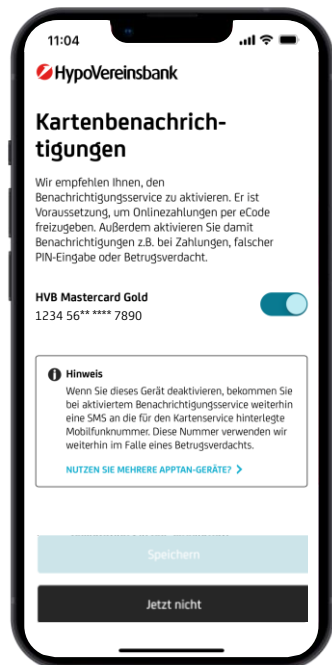 11:04
HypoVereinsbank
Kartenbenachrich-
tigungen
Wir empfehlen Ihnen, den
Benachrichtigungsservice zu aktivieren. Er ist
Voraussetzung, um Onlinezahlungen per eCode
freizugeben. Außerdem aktivieren Sie damit
Benachrichtigungen z.B. bei Zahlungen, falscher
PIN-Eingabe oder Betrugsverdacht.
HVB Mastercard Gold
1234 56** **** 7890
Hinweis
Wenn Sie dieses Gerät deaktivieren, bekommen Sie
bei aktiviertem Benachrichtigungsservice weiterhin
eine SMS an die für den Kartenservice hinterlegte
Mobilfunknummer. Diese Nummer verwenden wir
weiterhin im Falle eines Betrugsverdachts.
NUTZEN SIE MEHRERE APPTAN-GERÄTE?
Speichern
Jetzt nicht